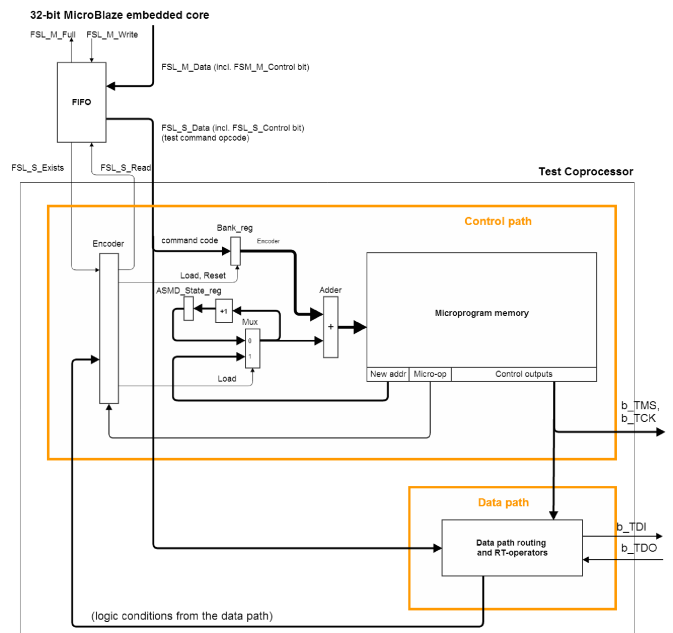 32-bit MicroBlaze embedded core
FSL_M_Full
FSL_M_Write
FSL_M_Data (incl. FSM_M_Control bit)
FIFO
FSL_S_Data (incl. FSL_S_Control bit)
(test command opcode)
FSL_S_Exists
FSL_S_Read
Test Coprocessor
Control path
Bank_reg
Encoder
command code
Encoder
Load, Reset
ASMD_State_reg
Adder
+1
Mux
+
Microprogram memory
0
1
New addr
Micro-op
Control outputs
Load
b_TMS,
b_TCK
Data path
b_TDI
Data path routing
and RT-operators
b_TDO
(logic conditions from the data path)